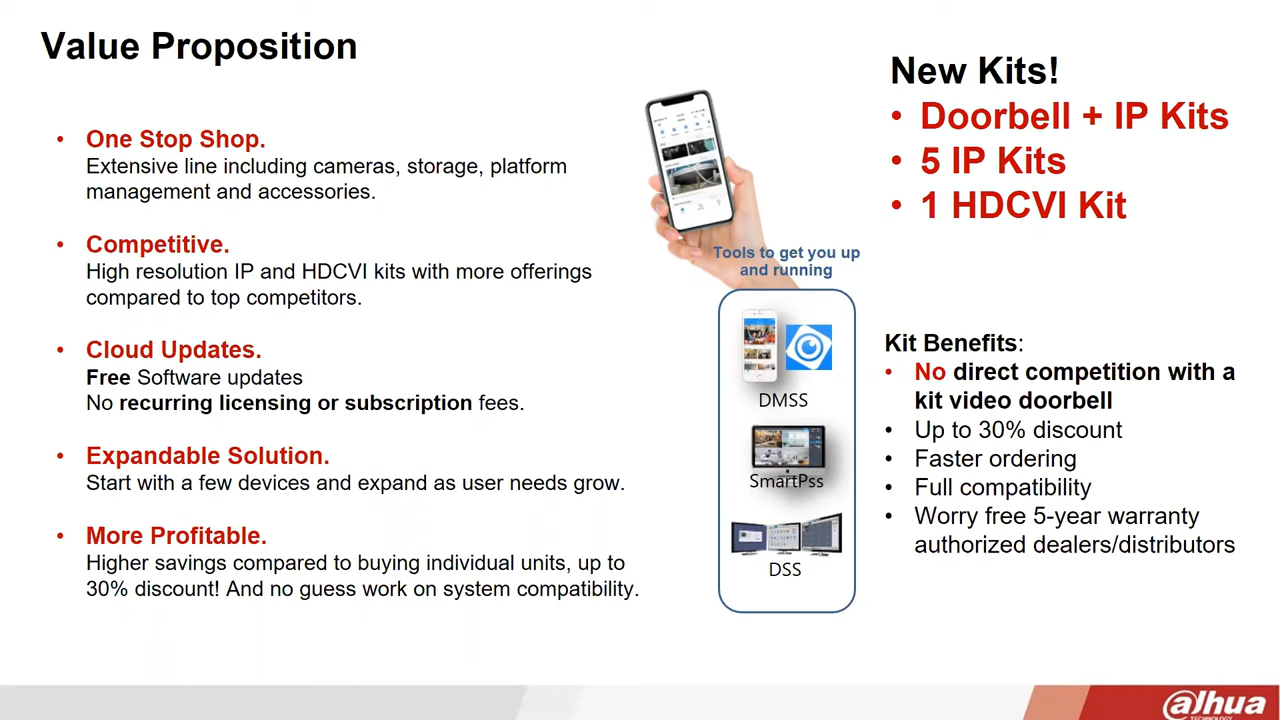 Value Proposition
• One Stop Shop.
Extensive line including cameras, storage, platform
management and accessories.
• Competitive.
High resolution IP and HDCVI kits with more offerings
compared to top competitors.
• Cloud Updates.
Free Software updates
No recurring licensing or subscription fees.
• Expandable Solution.
Start with a few devices and expand as user needs grow.
• More Profitable.
Higher savings compared to buying individual units, up to
30% discount! And no guess work on system compatibility.
Tools to get you up
and running
DMSS
SmartPss
DSS
New Kits!
• Doorbell + IP Kits
• 5 IP Kits
• 1 HDCVI Kit
Kit Benefits:
• No direct competition with a
kit video doorbell
• Up to 30% discount
• Faster ordering
• Full compatibility
• Worry free 5-year warranty
authorized dealers/distributors
alhua
TECHNOLOGY